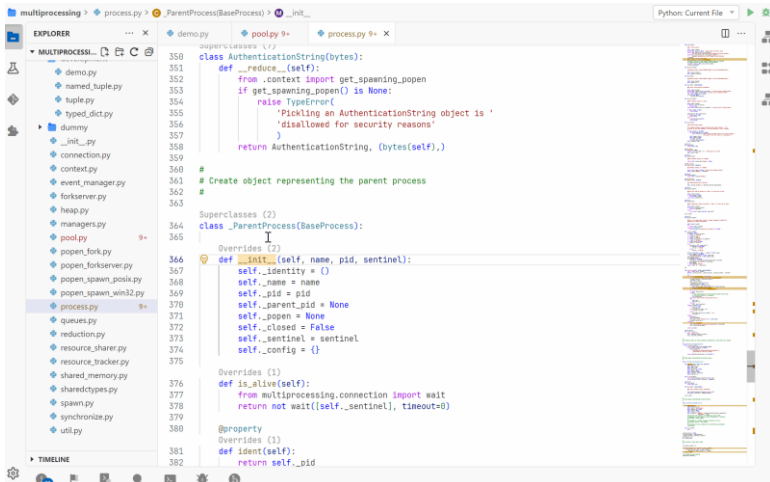 multiprocessing > process.py > _ParentProcess(BaseProcess) > __init__
Python: Current File
EXPLORER
demo.py
pool.py 9+
process.py 9+
MULTIPROCESSI...
demo.py
named_tuple.py
tuple.py
typed_dict.py
dummy
__init__.py
connection.py
context.py
event_manager.py
forkserver.py
heap.py
managers.py
pool.py 9+
popen_fork.py
popen_forkserver.py
popen_spawn_posix.py
popen_spawn_win32.py
process.py 9+
queues.py
reduction.py
resource_sharer.py
resource_tracker.py
shared_memory.py
sharedctypes.py
spawn.py
synchronize.py
util.py
TIMELINE
Superclasses (1)
350 class AuthenticationString(bytes):
351 def __reduce__(self):
352 from .context import get_spawning_popen
353 if get_spawning_popen() is None:
354 raise TypeError(
355 'Pickling an AuthenticationString object is '
356 'disallowed for security reasons'
357 )
358 return AuthenticationString, (bytes(self),)
359
360 #
361 # Create object representing the parent process
362 #
363
Superclasses (2)
364 class _ParentProcess(BaseProcess):
365
Overrides (2)
366 def __init__(self, name, pid, sentinel):
367 self._identity = ()
368 self._name = name
369 self._pid = pid
370 self._parent_pid = None
371 self._popen = None
372 self._closed = False
373 self._sentinel = sentinel
374 self._config = {}
375
Overrides (1)
376 def is_alive(self):
377 from multiprocessing.connection import wait
378 return not wait([self._sentinel], timeout=0)
379
380 @property
Overrides (1)
381 def ident(self):
382 return self._pid